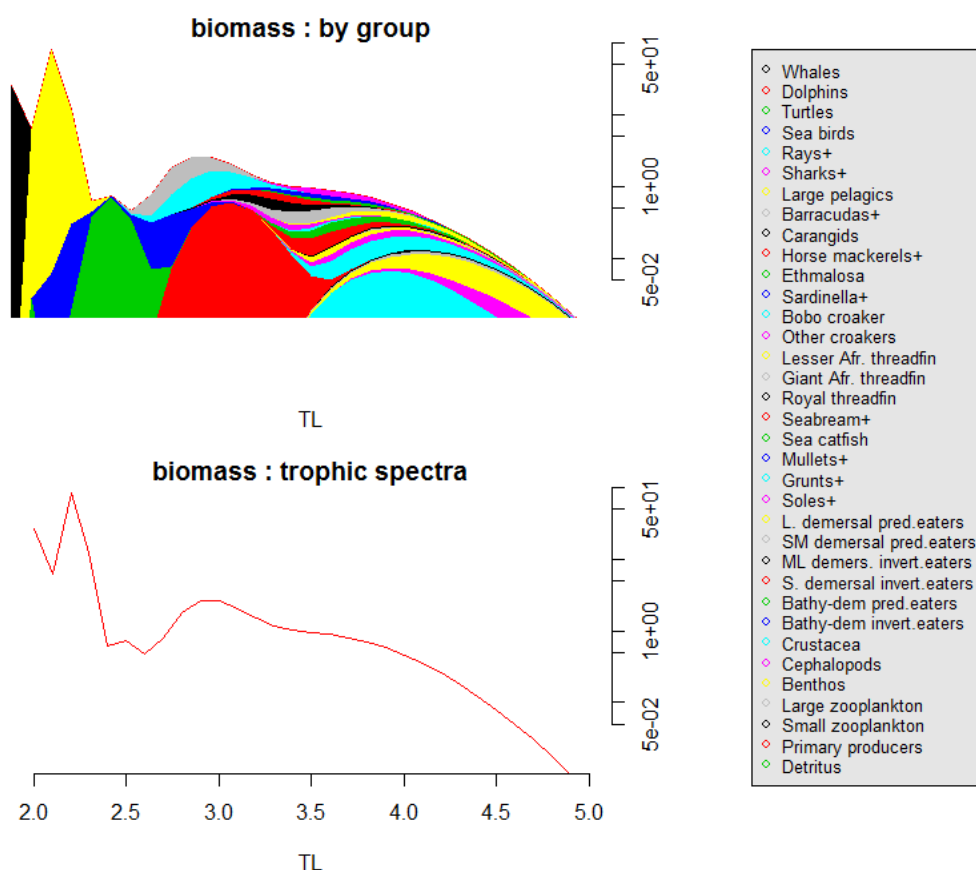 biomass : by group
5e+01
1e+00
5e-02
TL
biomass : trophic spectra
5e+01
1e+00
5e-02
2.0 2.5 3.0 3.5 4.0 4.5 5.0
TL
Whales
Dolphins
Turtles
Sea birds
Rays+
Sharks+
Large pelagics
Barracudas+
Carangids
Horse mackerels+
Ethmalosa
Sardinella+
Bobo croaker
Other croakers
Lesser Afr. threadfin
Giant Afr. threadfin
Royal threadfin
Seabream+
Sea catfish
Mullets+
Grunts+
Soles+
L. demersal pred.eaters
SM demersal pred.eaters
ML demers. invert.eaters
S. demersal invert.eaters
Bathy-dem pred.eaters
Bathy-dem invert.eaters
Crustacea
Cephalopods
Benthos
Large zooplankton
Small zooplankton
Primary producers
Detritus